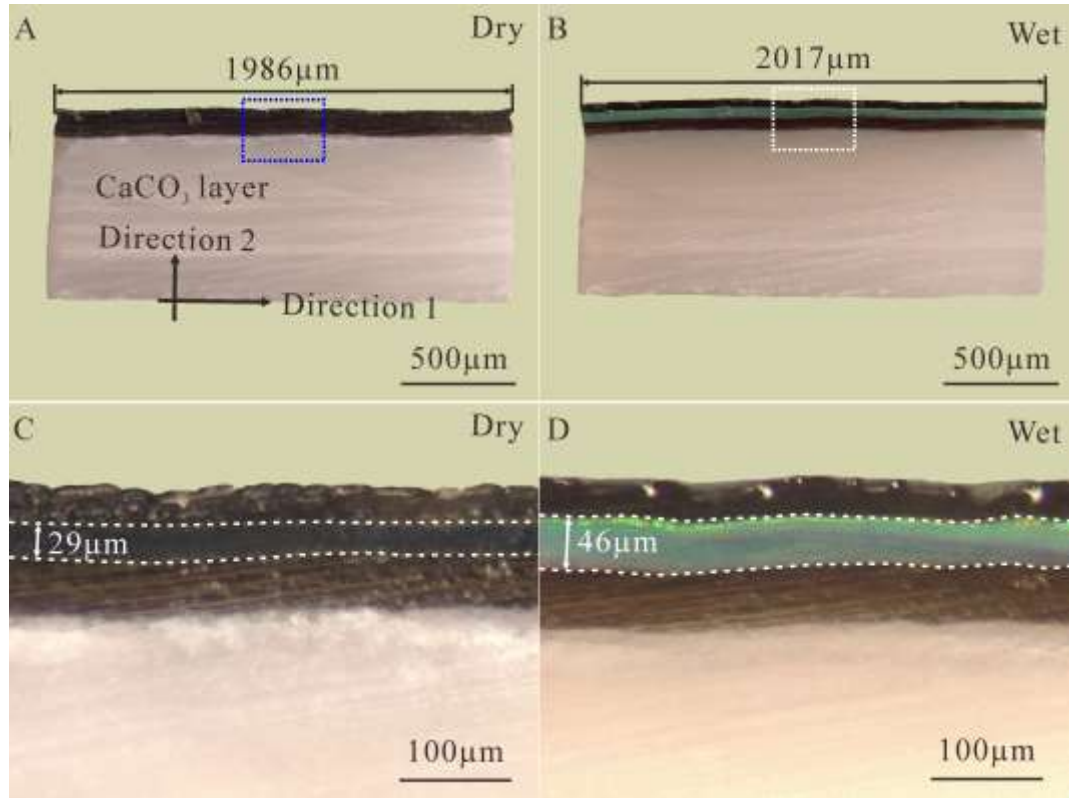 A
Dry
1986μm
CaCO₃ layer
Direction 2
Direction 1
500μm
B
Wet
2017μm
500μm
C
Dry
29μm
100μm
D
Wet
46μm
100μm